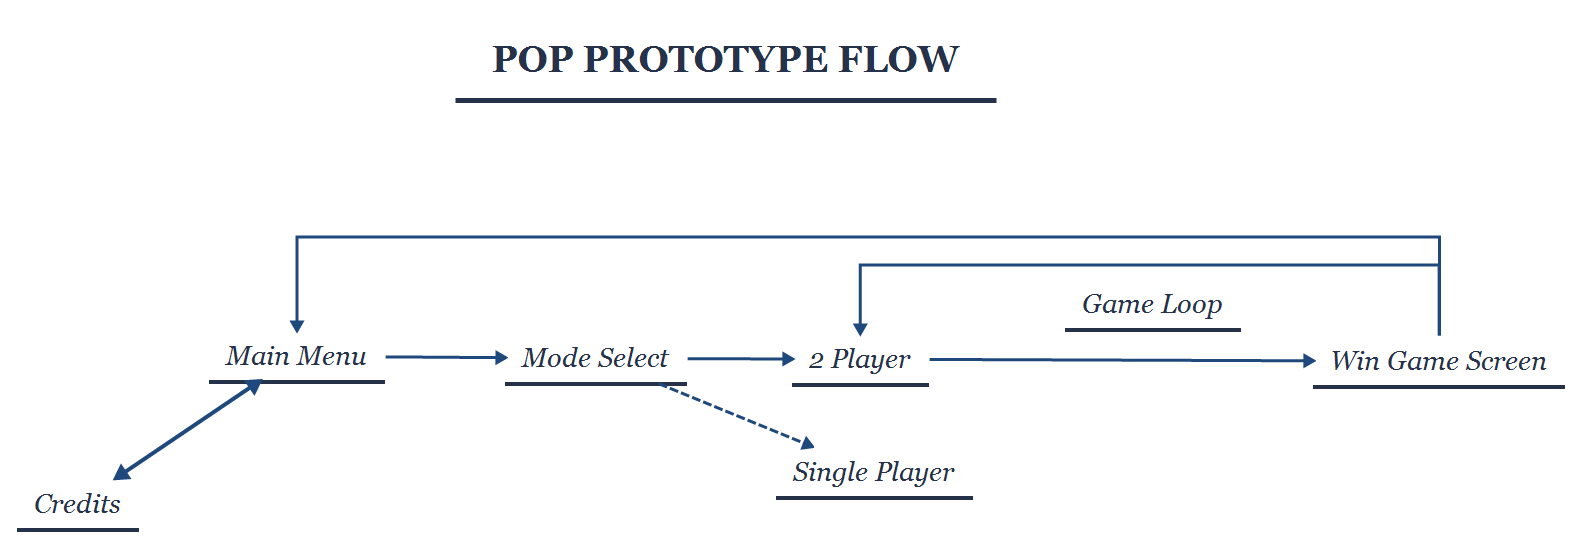 POP PROTOTYPE FLOW
Game Loop
Main Menu
Mode Select
2 Player
Win Game Screen
Single Player
Credits